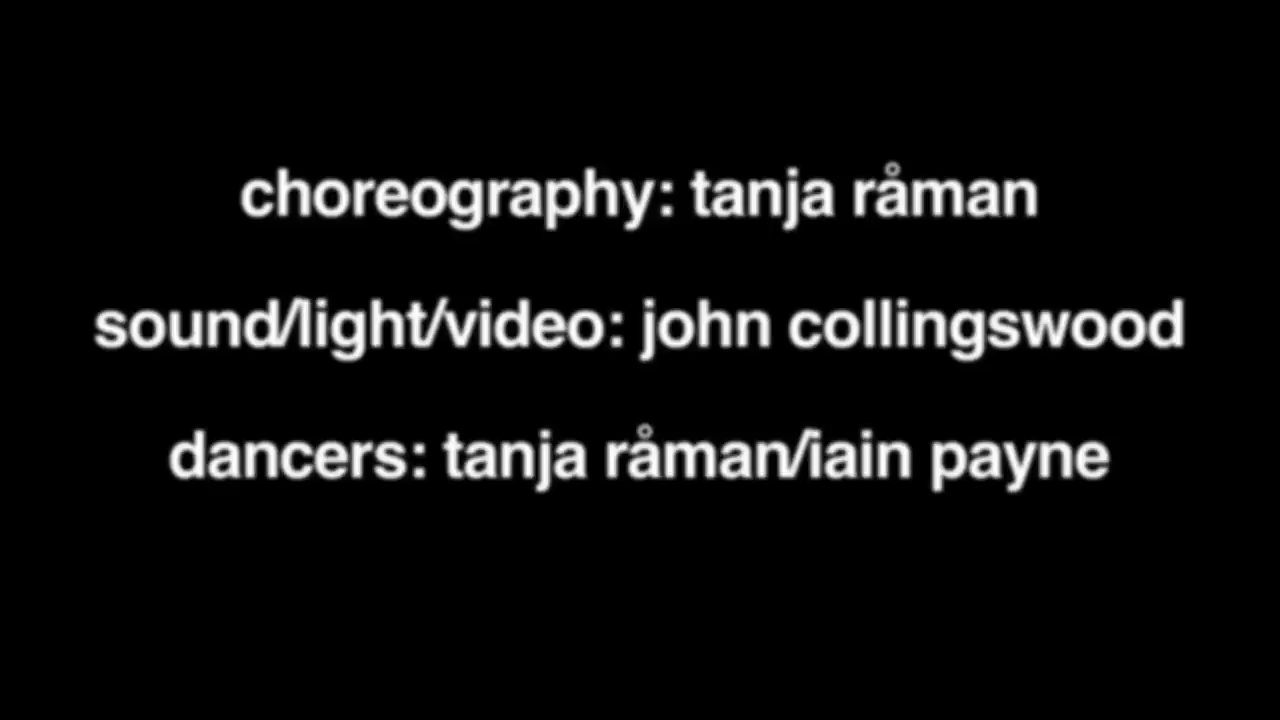 choreography: tanja råman
sound/light/video: john collingswood
dancers: tanja råman/iain payne